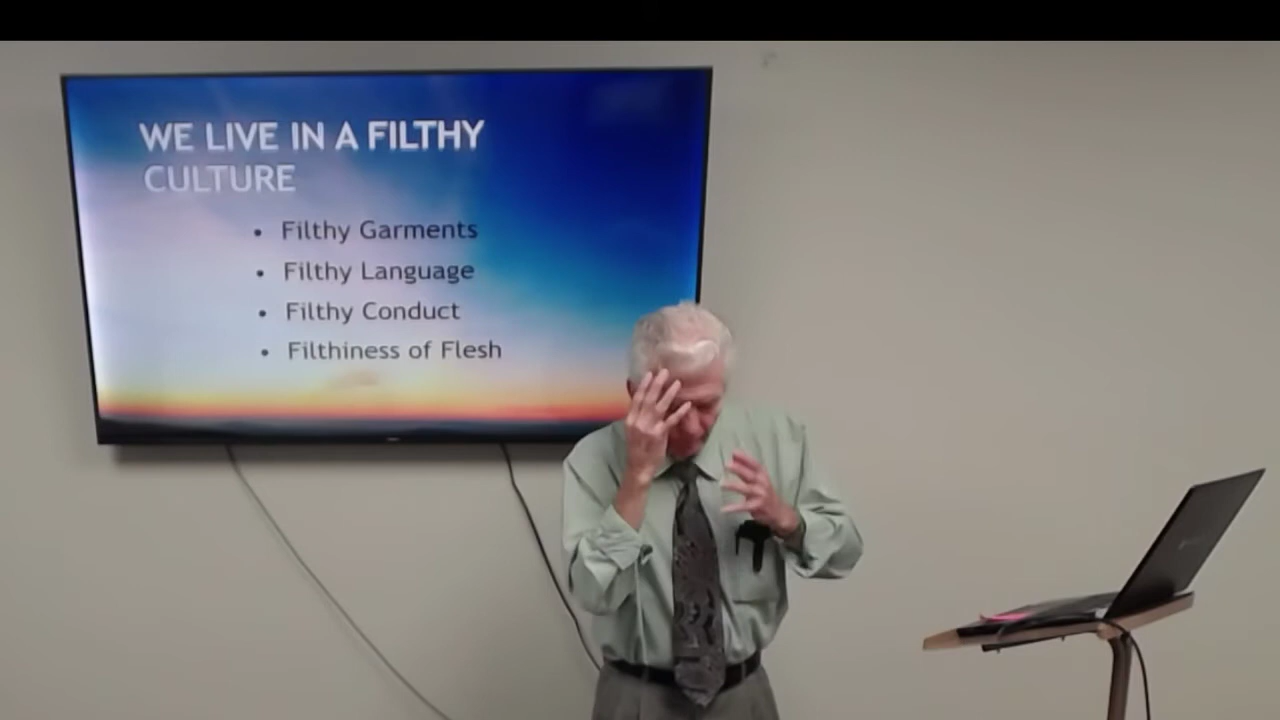 WE LIVE IN A FILTHY
CULTURE
• Filthy Garments
• Filthy Language
• Filthy Conduct
• Filthiness of Flesh